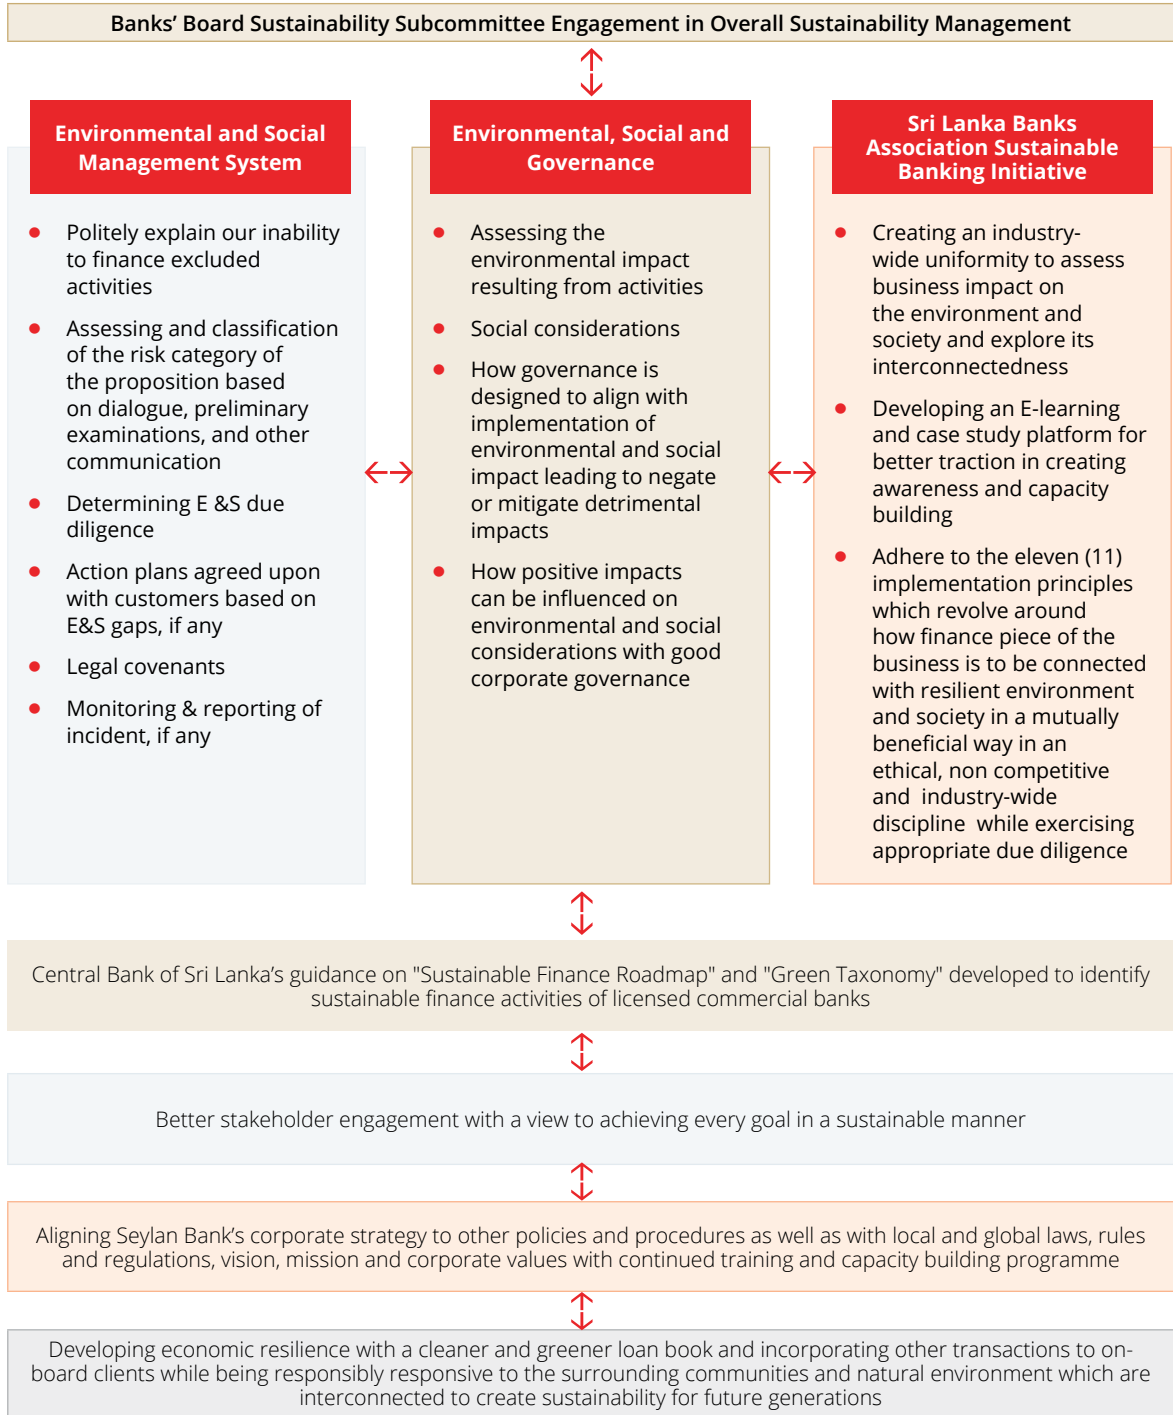 Banks' Board Sustainability Subcommittee Engagement in Overall Sustainability Management
Environmental and Social
Management System
Politely explain our inability
to finance excluded
activities
Assessing and classification
of the risk category of
the proposition based
on dialogue, preliminary
examinations, and other
communication
Determining E &S due
diligence
Action plans agreed upon
with customers based on
E&S gaps, if any
Legal covenants
Monitoring & reporting of
incident, if any
Environmental, Social and
Governance
Assessing the
environmental impact
resulting from activities
Social considerations
How governance is
designed to align with
implementation of
environmental and social
impact leading to negate
or mitigate detrimental
impacts
How positive impacts
can be influenced on
environmental and social
considerations with good
corporate governance
Sri Lanka Banks
Association Sustainable
Banking Initiative
Creating an industry-
wide uniformity to assess
business impact on
the environment and
society and explore its
interconnectedness
Developing an E-learning
and case study platform for
better traction in creating
awareness and capacity
building
Adhere to the eleven (11)
implementation principles
which revolve around
how finance piece of the
business is to be connected
with resilient environment
and society in a mutually
beneficial way in an
ethical, non competitive
and industry-wide
discipline while exercising
appropriate due diligence
Central Bank of Sri Lanka's guidance on "Sustainable Finance Roadmap" and "Green Taxonomy" developed to identify
sustainable finance activities of licensed commercial banks
Better stakeholder engagement with a view to achieving every goal in a sustainable manner
Aligning Seylan Bank's corporate strategy to other policies and procedures as well as with local and global laws, rules
and regulations, vision, mission and corporate values with continued training and capacity building programme
Developing economic resilience with a cleaner and greener loan book and incorporating other transactions to on-
board clients while being responsibly responsive to the surrounding communities and natural environment which are
interconnected to create sustainability for future generations